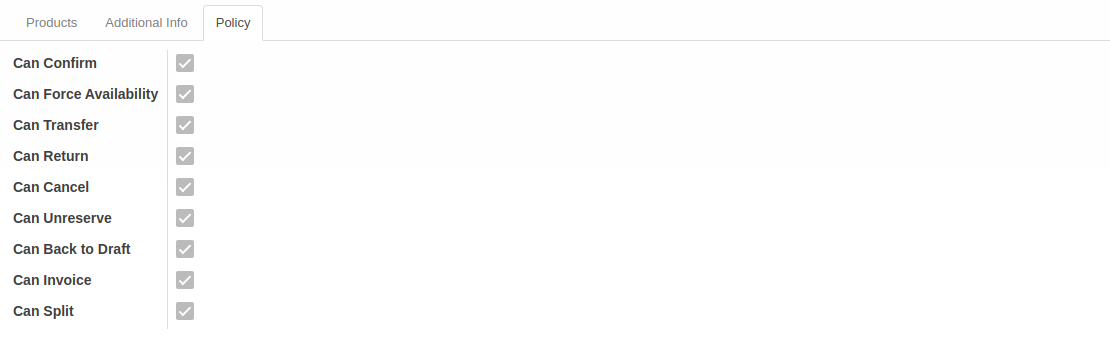 Products Additional Info Policy
Can Confirm
Can Force Availability
Can Transfer
Can Return
Can Cancel
Can Unreserve
Can Back to Draft
Can Invoice
Can Split